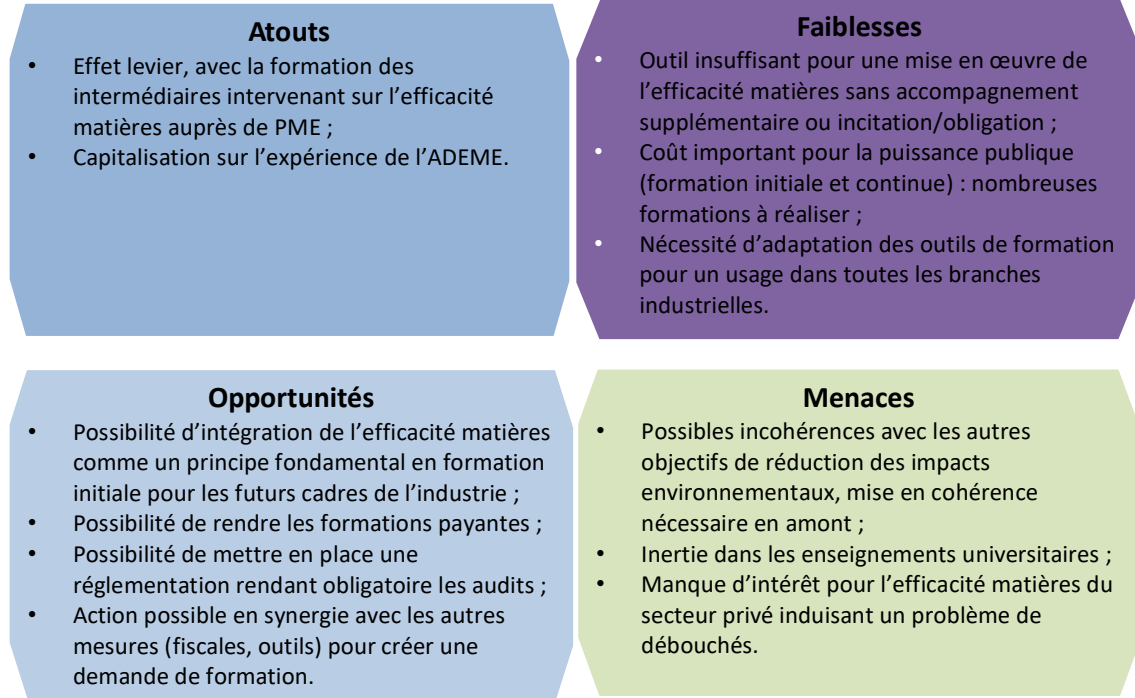 Atouts
• Effet levier, avec la formation des
intermédiaires intervenant sur l’efficacité
matières auprès de PME ;
• Capitalisation sur l’expérience de l’ADEME.
Faiblesses
• Outil insuffisant pour une mise en œuvre de
l’efficacité matières sans accompagnement
supplémentaire ou incitation/obligation ;
• Coût important pour la puissance publique
(formation initiale et continue) : nombreuses
formations à réaliser ;
• Nécessité d’adaptation des outils de formation
pour un usage dans toutes les branches
industrielles.
Opportunités
• Possibilité d’intégration de l’efficacité matières
comme un principe fondamental en formation
initiale pour les futurs cadres de l’industrie ;
• Possibilité de rendre les formations payantes ;
• Possibilité de mettre en place une
réglementation rendant obligatoire les audits ;
• Action possible en synergie avec les autres
mesures (fiscales, outils) pour créer une
demande de formation.
Menaces
• Possibles incohérences avec les autres
objectifs de réduction des impacts
environnementaux, mise en cohérence
nécessaire en amont ;
• Inertie dans les enseignements universitaires ;
• Manque d’intérêt pour l’efficacité matières du
secteur privé induisant un problème de
débouchés.